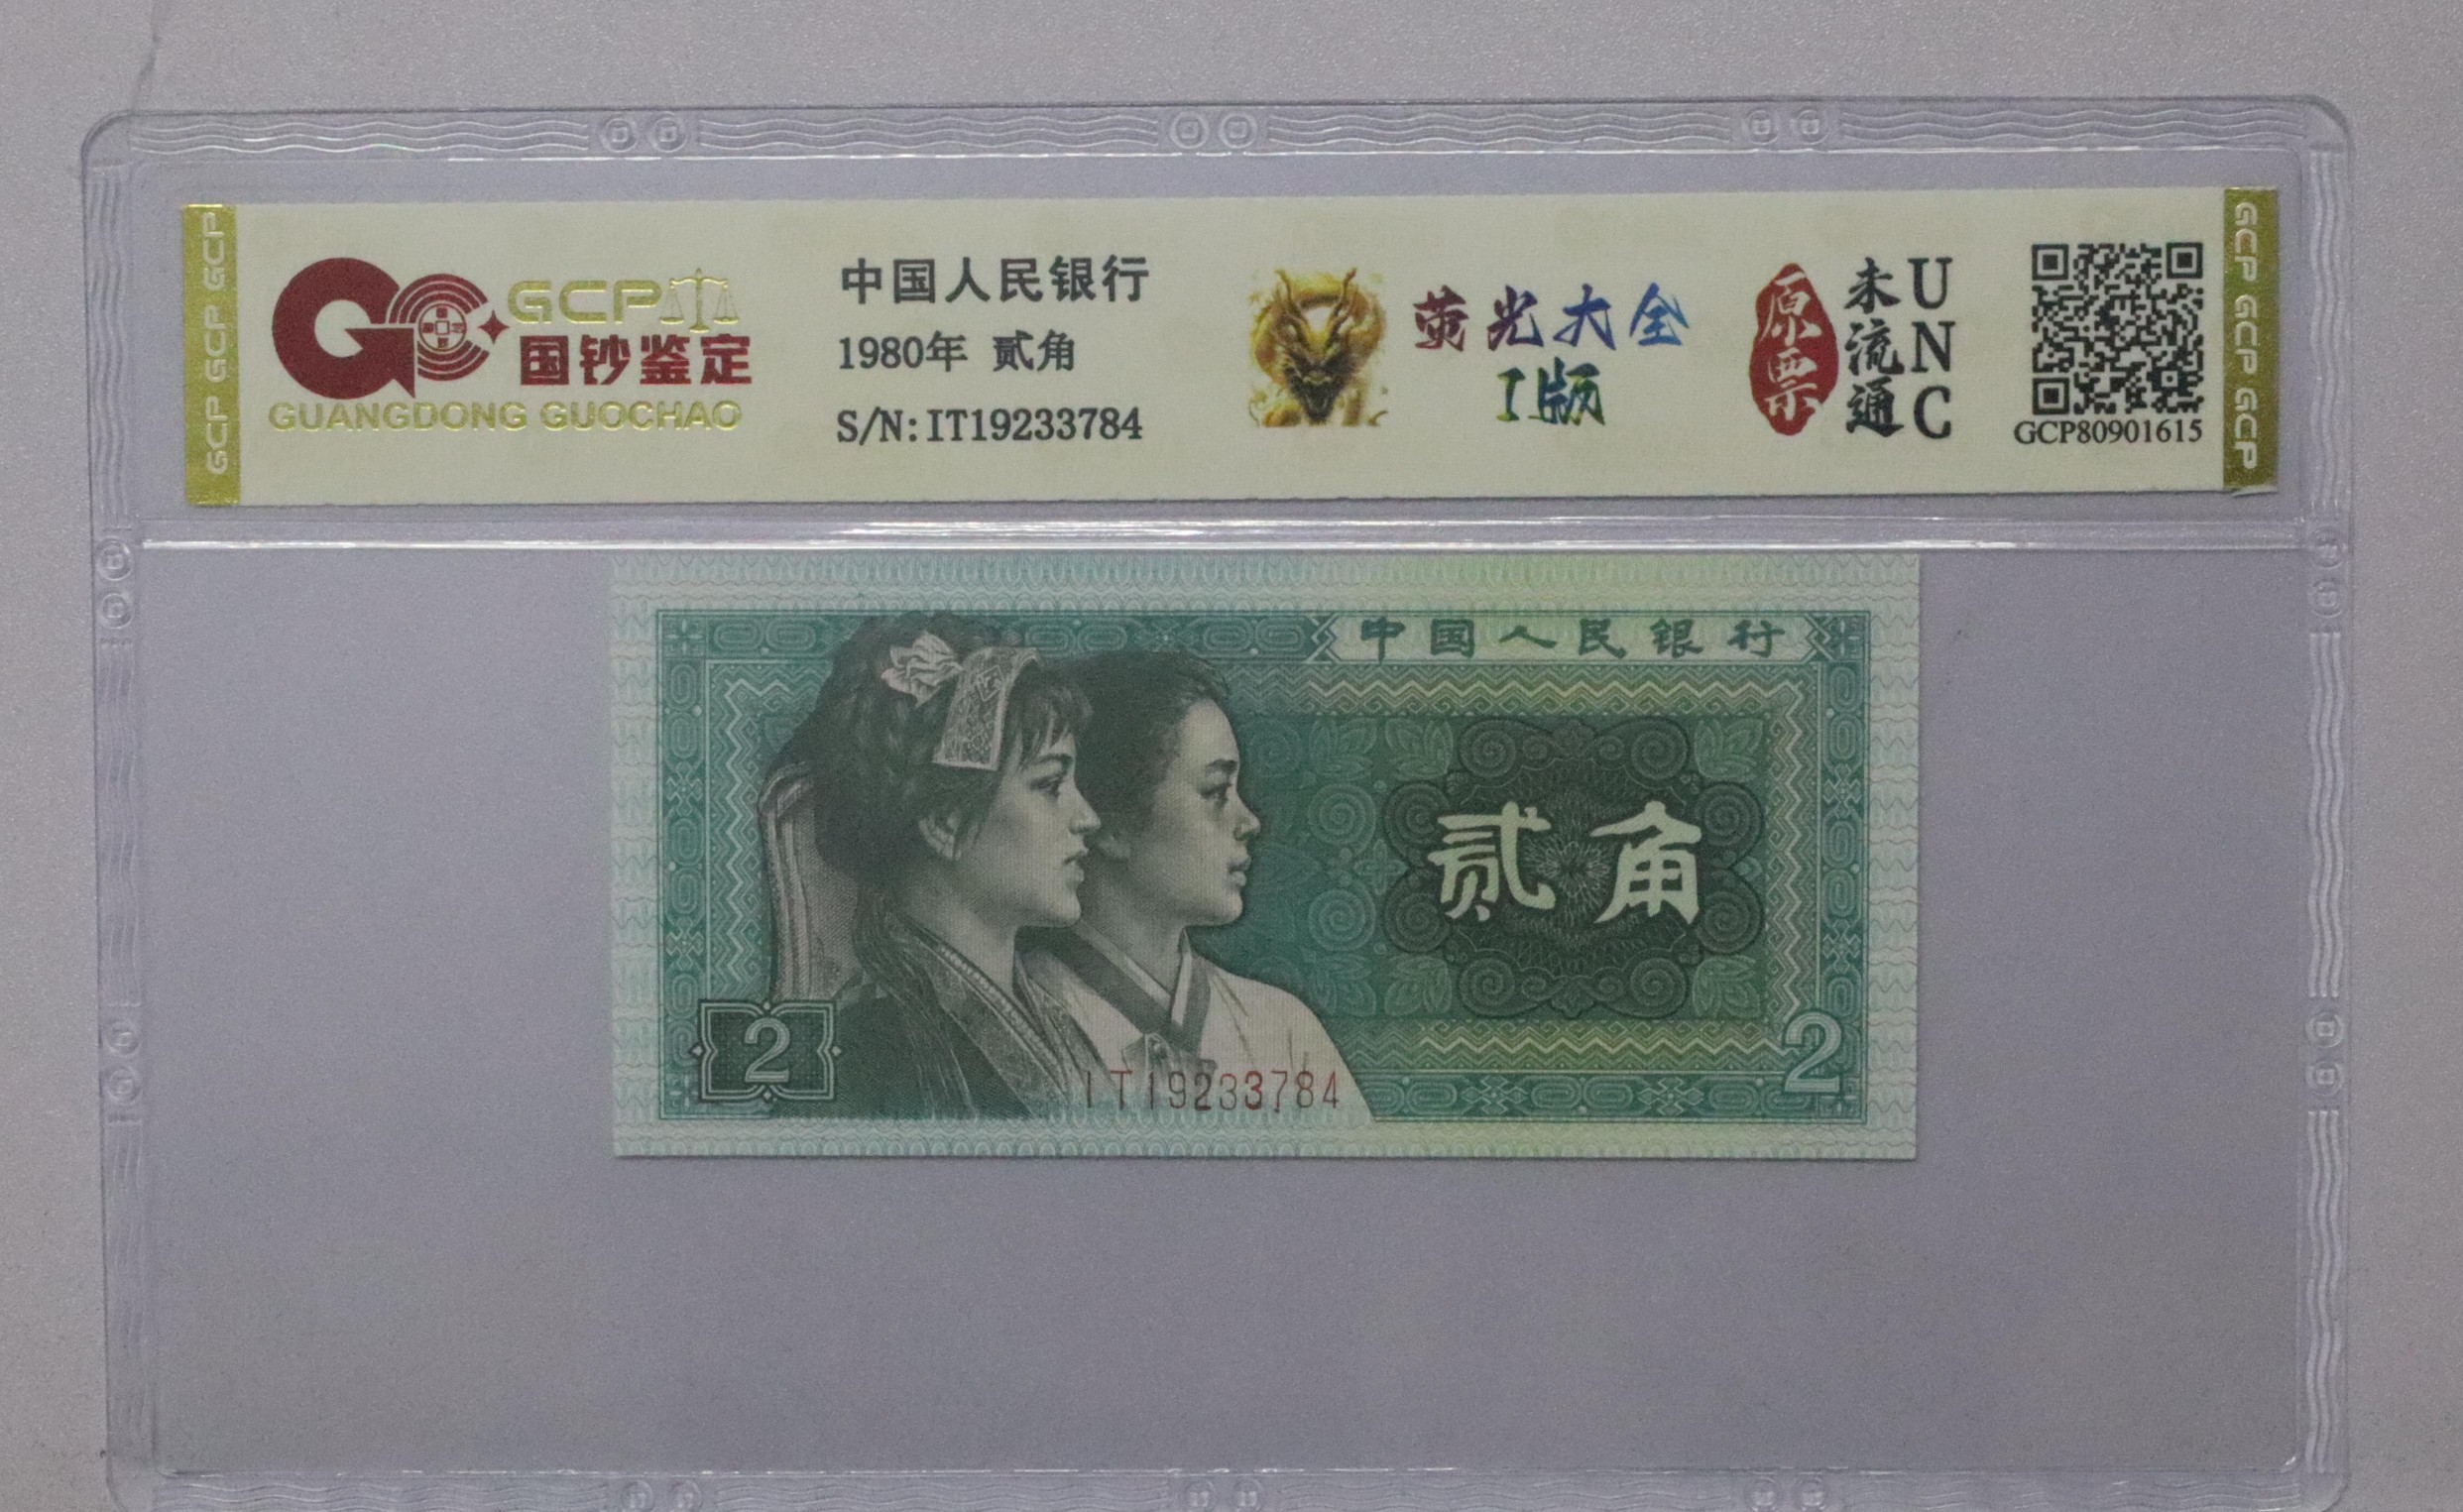 GCP GCP GCP
GCP
国钞鉴定
GUANGDONG GUOCHAO
中国人民银行
1980年 贰角
S/N:IT19233784
荧光大全
I版
原票
未流通
UNC
GCP80901615
GCP GCP GCP
中国人民银行
贰角
2
IT19233784
2